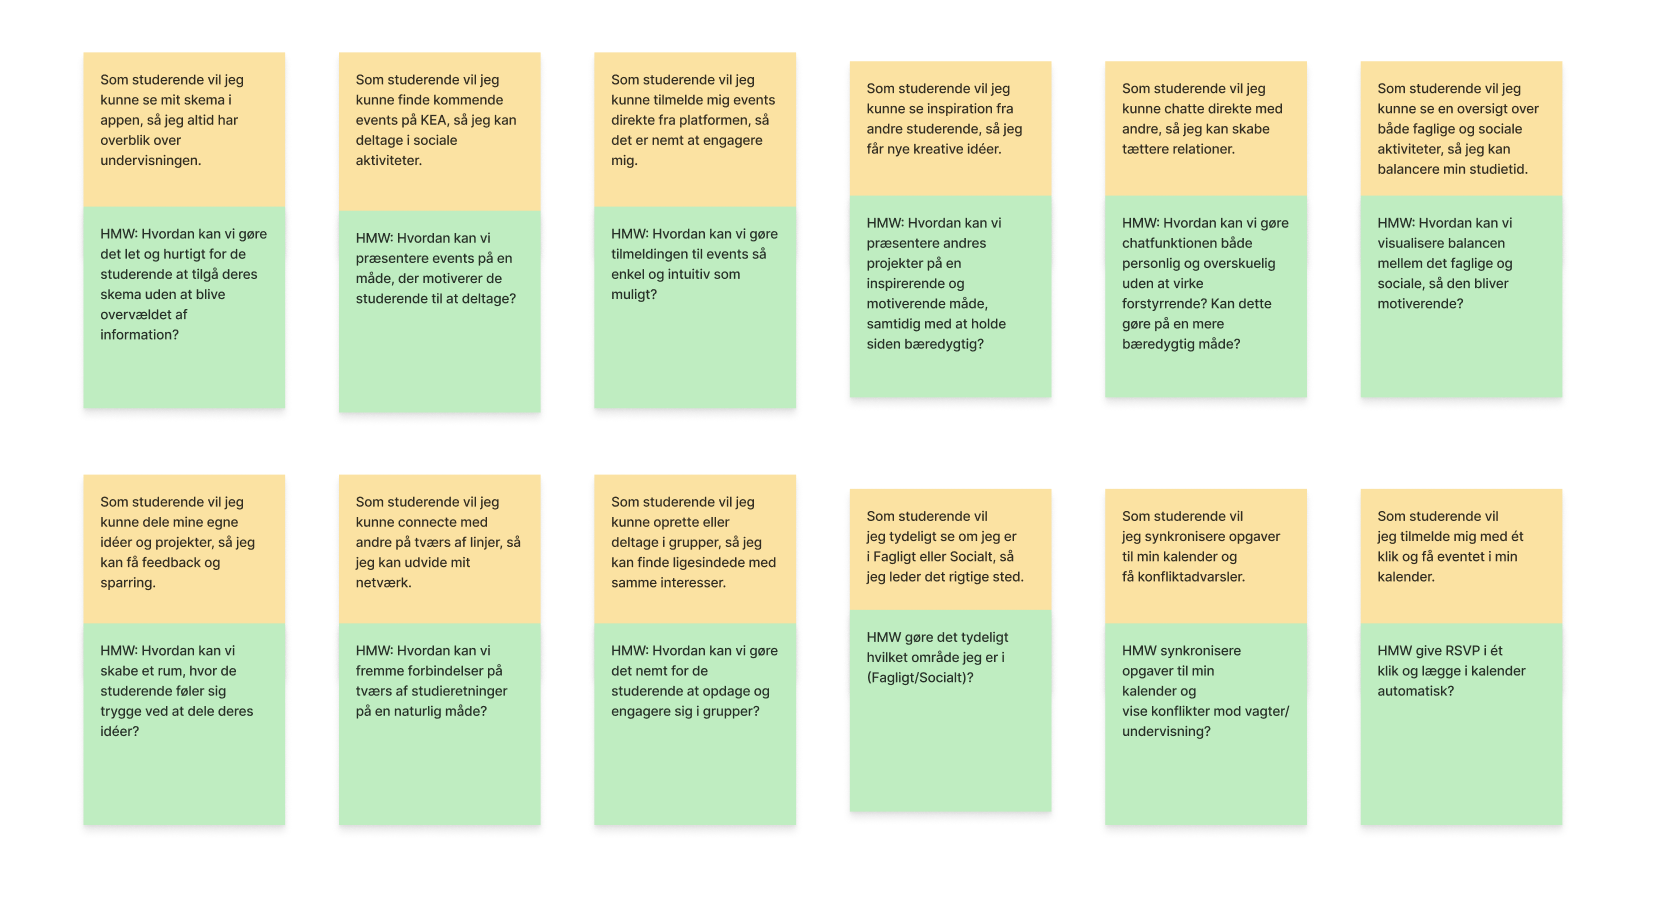 Som studerende vil jeg
kunne se mit skema i
appen, så jeg altid har
overblik over
undervisningen.
HMW: Hvordan kan vi gøre
det let og hurtigt for de
studerende at tilgå deres
skema uden at blive
overvældet af
information?
Som studerende vil jeg
kunne finde kommende
events på KEA, så jeg kan
deltage i sociale
aktiviteter.
HMW: Hvordan kan vi
præsentere events på en
måde, der motiverer de
studerende til at deltage?
Som studerende vil jeg
kunne tilmelde mig events
direkte fra platformen, så
det er nemt at engagere
mig.
HMW: Hvordan kan vi gøre
tilmeldingen til events så
enkel og intuitiv som
muligt?
Som studerende vil jeg
kunne se inspiration fra
andre studerende, så jeg
får nye kreative idéer.
HMW: Hvordan kan vi
præsentere andres
projekter på en
inspirerende og
motiverende måde,
samtidig med at holde
siden bæredygtig?
Som studerende vil jeg
kunne chatte direkte med
andre, så jeg kan skabe
tættere relationer.
HMW: Hvordan kan vi gøre
chatfunktionen både
personlig og overskuelig
uden at virke
forstyrrende? Kan dette
gøre på en mere
bæredygtig måde?
Som studerende vil jeg
kunne se en oversigt over
både faglige og sociale
aktiviteter, så jeg kan
balancere min studietid.
HMW: Hvordan kan vi
visualisere balancen
mellem det faglige og
sociale, så den bliver
motiverende?
Som studerende vil jeg
kunne dele mine egne
idéer og projekter, så jeg
kan få feedback og
sparring.
HMW: Hvordan kan vi
skabe et rum, hvor de
studerende føler sig
trygge ved at dele deres
idéer?
Som studerende vil jeg
kunne connecte med
andre på tværs af linjer, så
jeg kan udvide mit
netværk.
HMW: Hvordan kan vi
fremme forbindelser på
tværs af studieretninger
på en naturlig måde?
Som studerende vil jeg
kunne oprette eller
deltage i grupper, så jeg
kan finde ligesindede med
samme interesser.
HMW: Hvordan kan vi gøre
det nemt for de
studerende at opdage og
engagere sig i grupper?
Som studerende vil
jeg tydeligt se om jeg er
i Fagligt eller Socialt, så
jeg leder det rigtige sted.
HMW gøre det tydeligt
hvilket område jeg er i
(Fagligt/Socialt)?
Som studerende vil
jeg synkronisere opgaver
til min kalender og
få konfliktadvarsler.
HMW synkronisere
opgaver til min
kalender og
vise konflikter mod vagter/
undervisning?
Som studerende vil
jeg tilmelde mig med ét
klik og få eventet i min
kalender.
HMW give RSVP i ét
klik og lægge i kalender
automatisk?